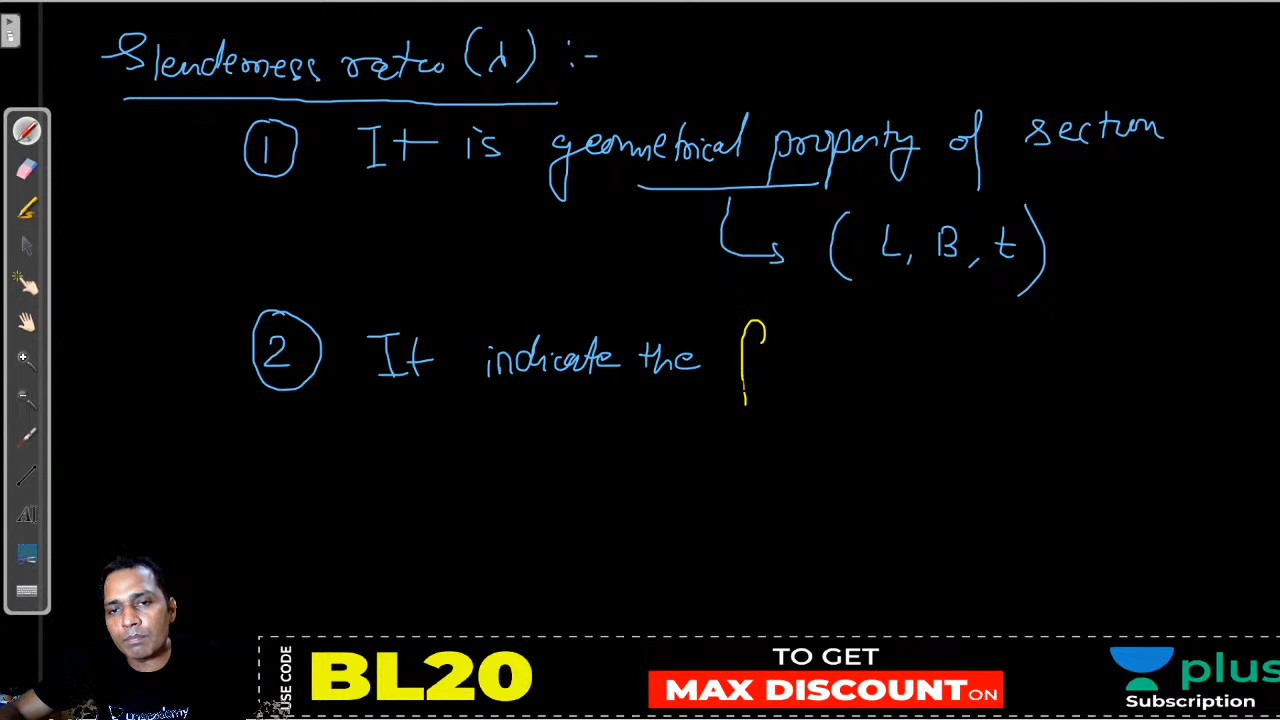 Slenderness ratio (λ) :-
① It is geometrical property of section
↳ (L, B, t)
② It indicate the
USE CODE
BL20
TO GET
MAX DISCOUNT ON
plus
Subscription